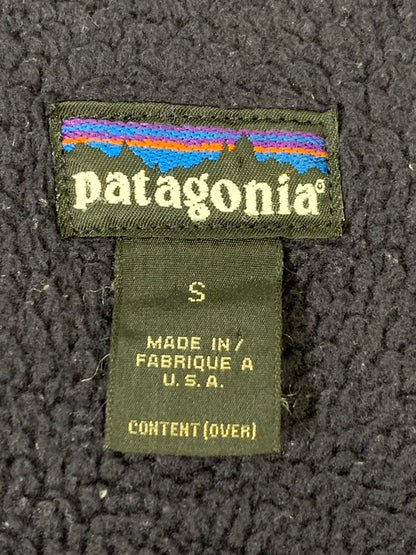 patagonia®
S
MADE IN/
FABRIQUE A
U.S.A.
CONTENT (OVER)